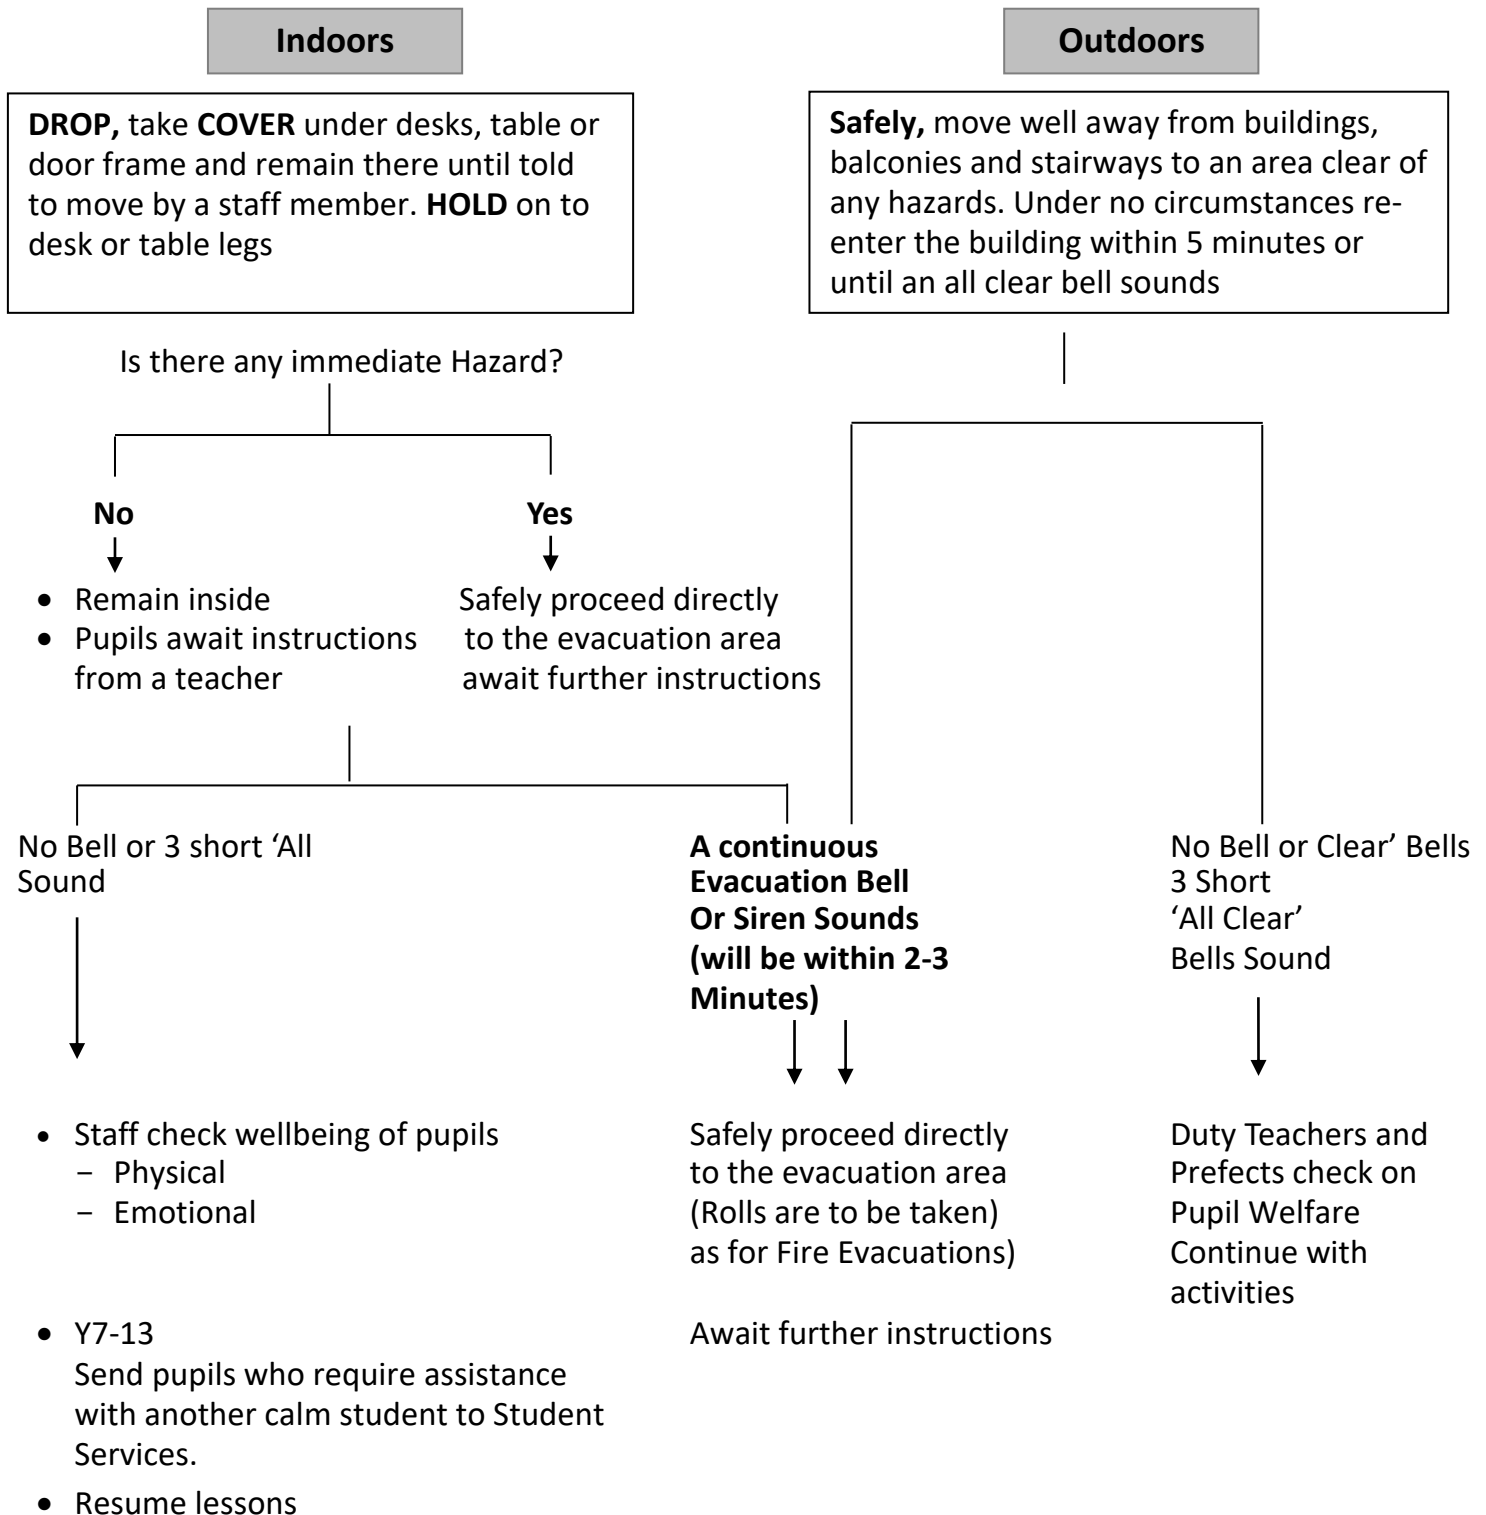 Indoors
Outdoors
DROP, take COVER under desks, table or
door frame and remain there until told
to move by a staff member. HOLD on to
desk or table legs
Safely, move well away from buildings,
balconies and stairways to an area clear of
any hazards. Under no circumstances re-
enter the building within 5 minutes or
until an all clear bell sounds
Is there any immediate Hazard?
No
Yes
• Remain inside
• Pupils await instructions
from a teacher
Safely proceed directly
to the evacuation area
await further instructions
No Bell or 3 short ‘All
Sound
A continuous
Evacuation Bell
Or Siren Sounds
(will be within 2-3
Minutes)
No Bell or Clear’ Bells
3 Short
‘All Clear’
Bells Sound
• Staff check wellbeing of pupils
− Physical
− Emotional
• Y7-13
Send pupils who require assistance
with another calm student to Student
Services.
• Resume lessons
Safely proceed directly
to the evacuation area
(Rolls are to be taken)
as for Fire Evacuations)
Await further instructions
Duty Teachers and
Prefects check on
Pupil Welfare
Continue with
activities